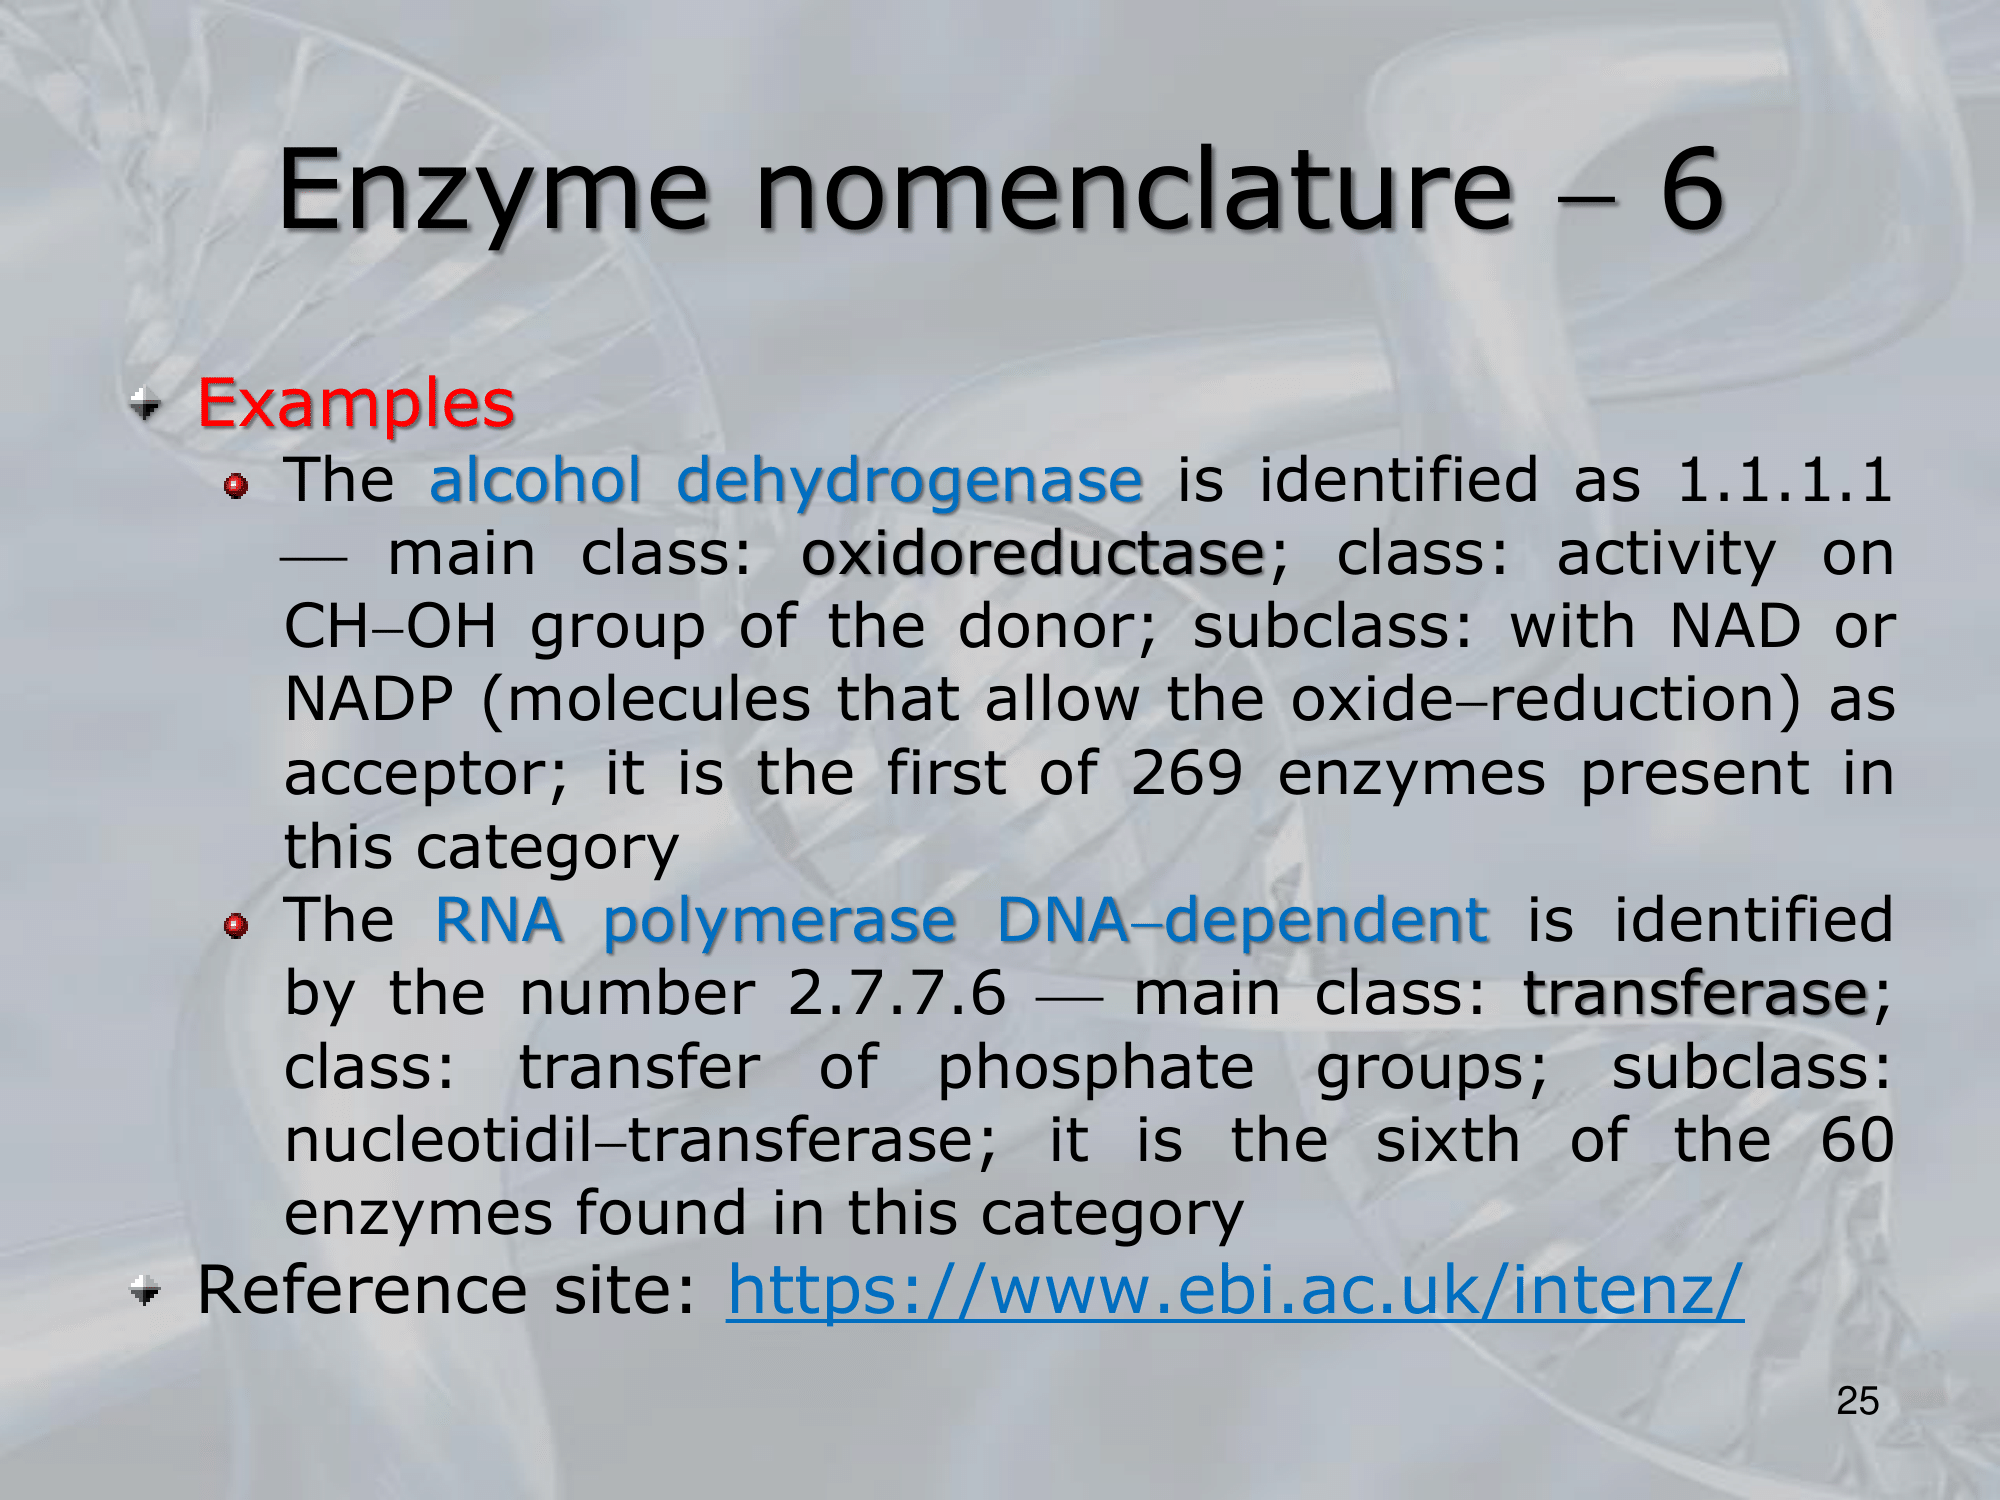 Enzyme nomenclature – 6
Examples
The alcohol dehydrogenase is identified as 1.1.1.1
— main class: oxidoreductase; class: activity on
CH–OH group of the donor; subclass: with NAD or
NADP (molecules that allow the oxide–reduction) as
acceptor; it is the first of 269 enzymes present in
this category
The RNA polymerase DNA–dependent is identified
by the number 2.7.7.6 — main class: transferase;
class: transfer of phosphate groups; subclass:
nucleotidil–transferase; it is the sixth of the 60
enzymes found in this category
Reference site: https://www.ebi.ac.uk/intenz/
25